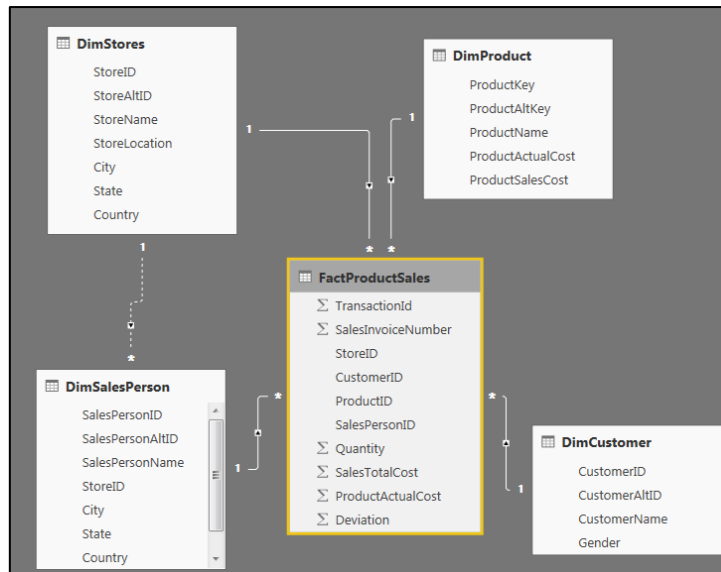 DimStores
StoreID
StoreAltID
StoreName
StoreLocation
City
State
Country
DimProduct
ProductKey
ProductAltKey
ProductName
ProductActualCost
ProductSalesCost
1
1
1
*
*
*
FactProductSales
Σ TransactionId
Σ SalesInvoiceNumber
StoreID
CustomerID
ProductID
SalesPersonID
Σ Quantity
Σ SalesTotalCost
Σ ProductActualCost
Σ Deviation
DimSalesPerson
SalesPersonID
SalesPersonAltID
SalesPersonName
StoreID
City
State
Country
*
1
*
1
DimCustomer
CustomerID
CustomerAltID
CustomerName
Gender